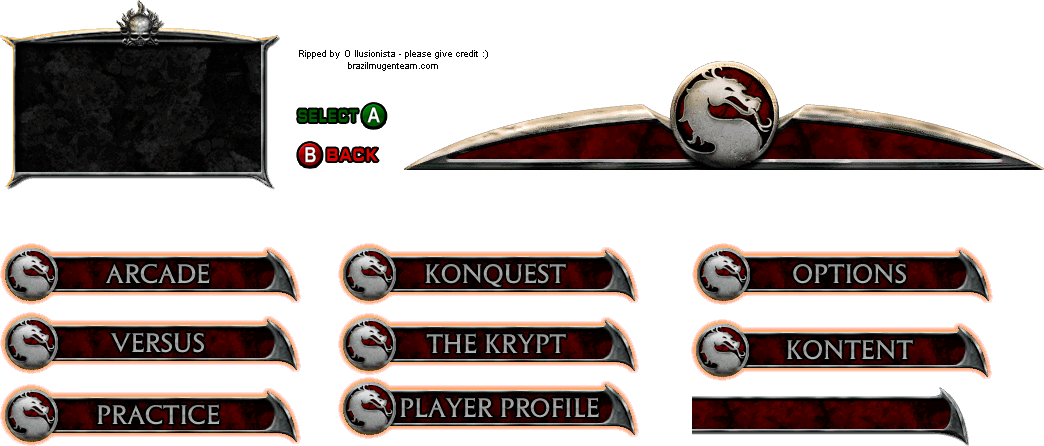 Ripped by O Ilusionista - please give credit :)
brazilmugenteam.com
SELECT A
B BACK
ARCADE
KONQUEST
OPTIONS
VERSUS
THE KRYPT
KONTENT
PRACTICE
PLAYER PROFILE